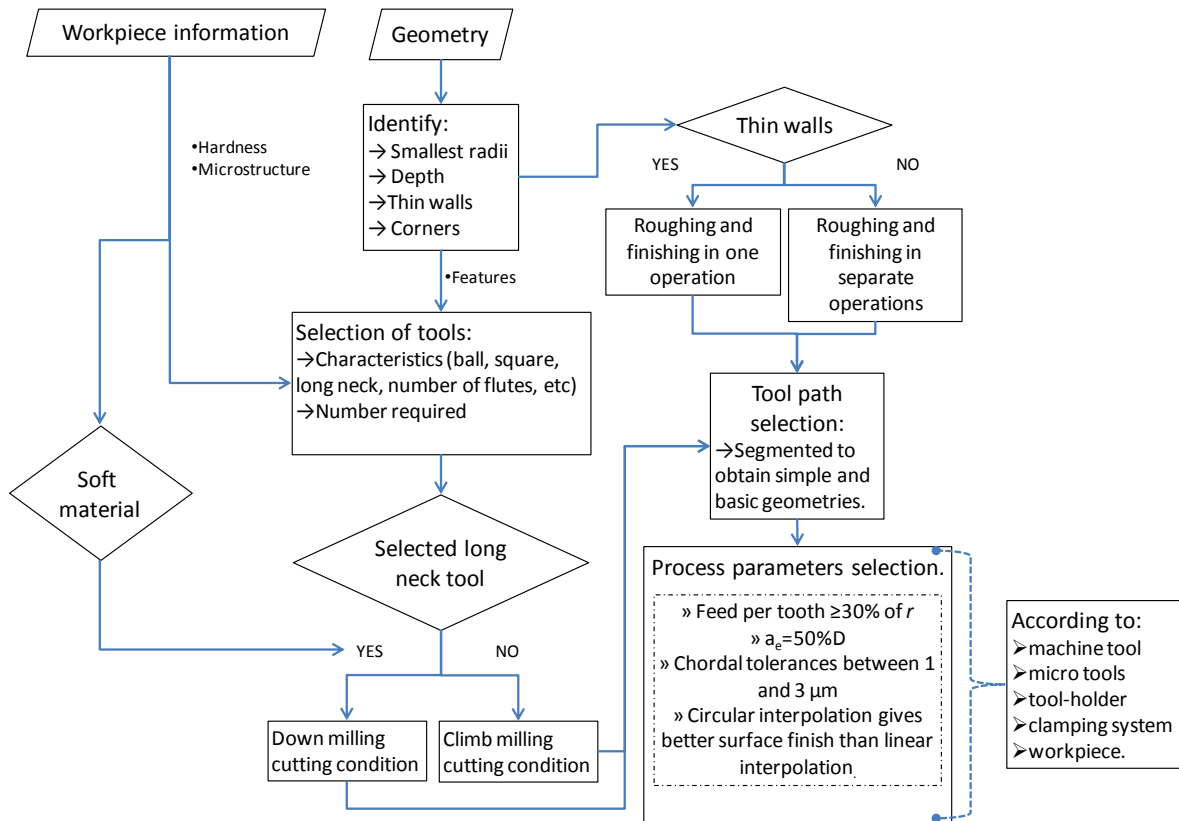 Workpiece information
Geometry
•Hardness
•Microstructure
Identify:
→ Smallest radii
→ Depth
→Thin walls
→ Corners
Thin walls
YES
NO
Roughing and
finishing in one
operation
Roughing and
finishing in
separate
operations
•Features
Selection of tools:
→Characteristics (ball, square,
long neck, number of flutes, etc)
→Number required
Tool path
selection:
→Segmented to
obtain simple and
basic geometries.
Soft
material
Selected long
neck tool
YES
NO
Down milling
cutting condition
Climb milling
cutting condition
Process parameters selection.
» Feed per tooth ≥30% of r
» ae=50%D
» Chordal tolerances between 1
and 3 µm
» Circular interpolation gives
better surface finish than linear
interpolation.
According to:
➢machine tool
➢micro tools
➢tool-holder
➢clamping system
➢workpiece.